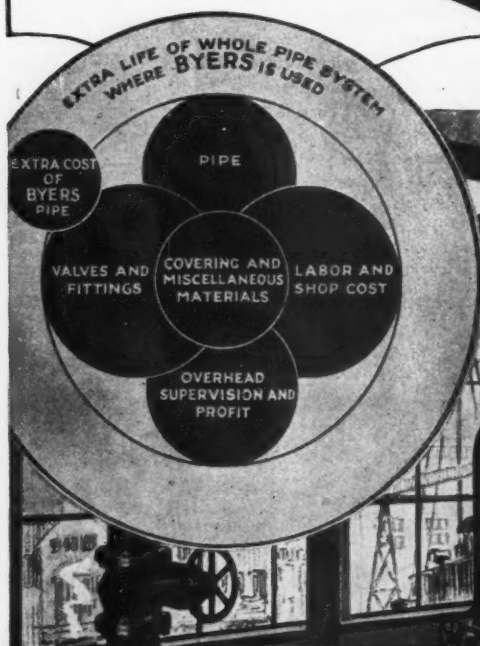 EXTRA LIFE OF WHOLE PIPE SYSTEM
WHERE BYERS IS USED
EXTRA COST
OF
BYERS
PIPE
PIPE
VALVES AND
FITTINGS
COVERING AND
MISCELLANEOUS
MATERIALS
LABOR AND
SHOP COST
OVERHEAD
SUPERVISION AND
PROFIT